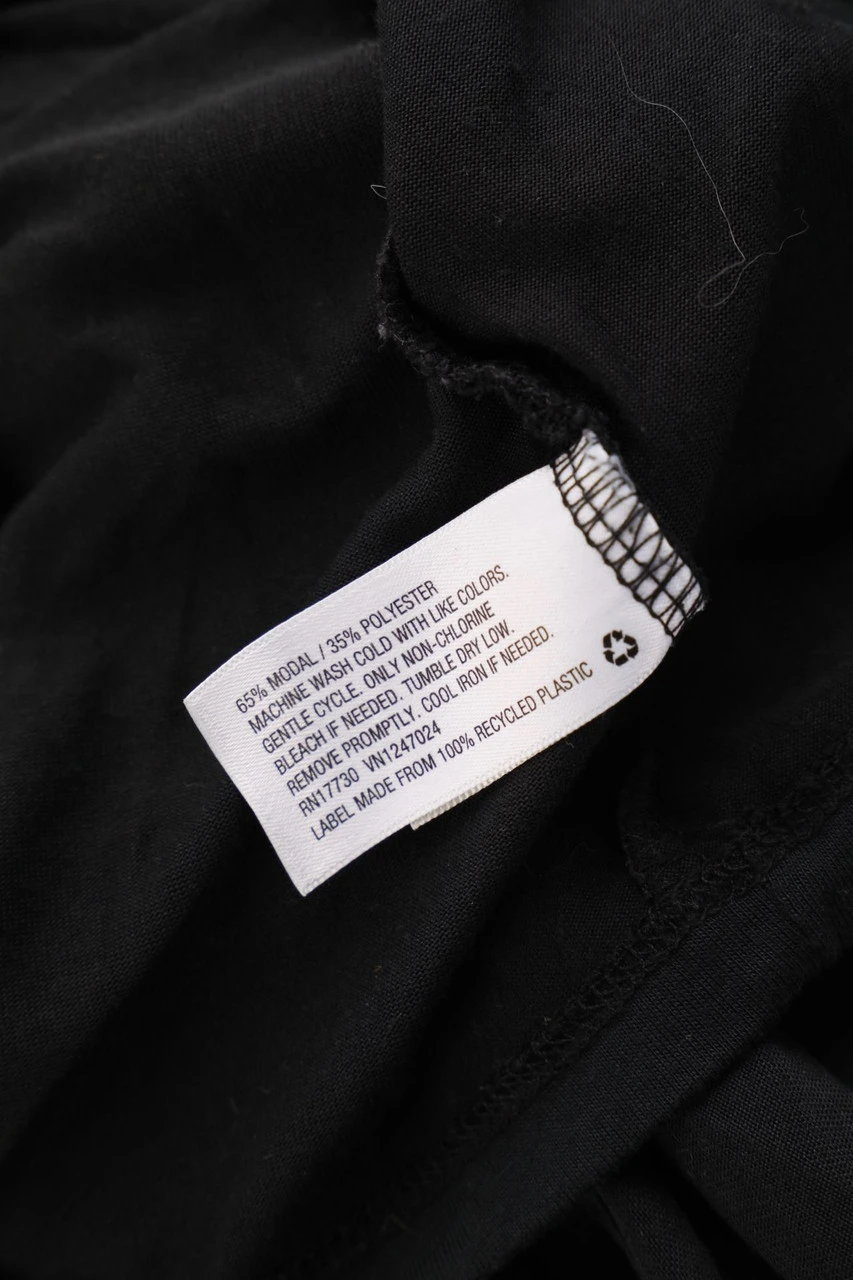 65% MODAL / 35% POLYESTER
MACHINE WASH COLD WITH LIKE COLORS.
GENTLE CYCLE. ONLY NON-CHLORINE
BLEACH IF NEEDED. TUMBLE DRY LOW.
REMOVE PROMPTLY. COOL IRON IF NEEDED.
RN17730 VN1247024
LABEL MADE FROM 100% RECYCLED PLASTIC